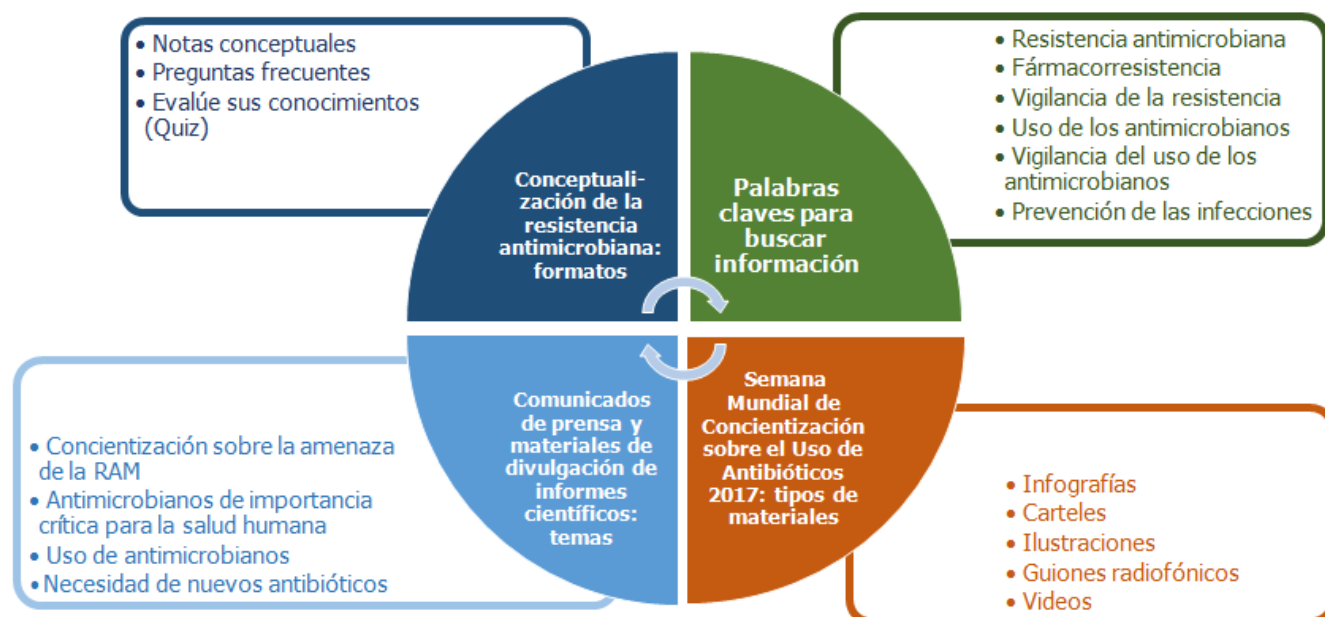 • Notas conceptuales
• Preguntas frecuentes
• Evalúe sus conocimientos
(Quiz)
Conceptuali-
zación de la
resistencia
antimicrobiana:
formatos
Palabras
claves para
buscar
información
• Resistencia antimicrobiana
• Fármacorresistencia
• Vigilancia de la resistencia
• Uso de los antimicrobianos
• Vigilancia del uso de los
antimicrobianos
• Prevención de las infecciones
• Concientización sobre la amenaza
de la RAM
• Antimicrobianos de importancia
crítica para la salud humana
• Uso de antimicrobianos
• Necesidad de nuevos antibióticos
Comunicados
de prensa y
materiales de
divulgación de
informes
científicos:
temas
Semana
Mundial de
Concientización
sobre el Uso de
Antibióticos
2017: tipos de
materiales
• Infografías
• Carteles
• Ilustraciones
• Guiones radiofónicos
• Videos